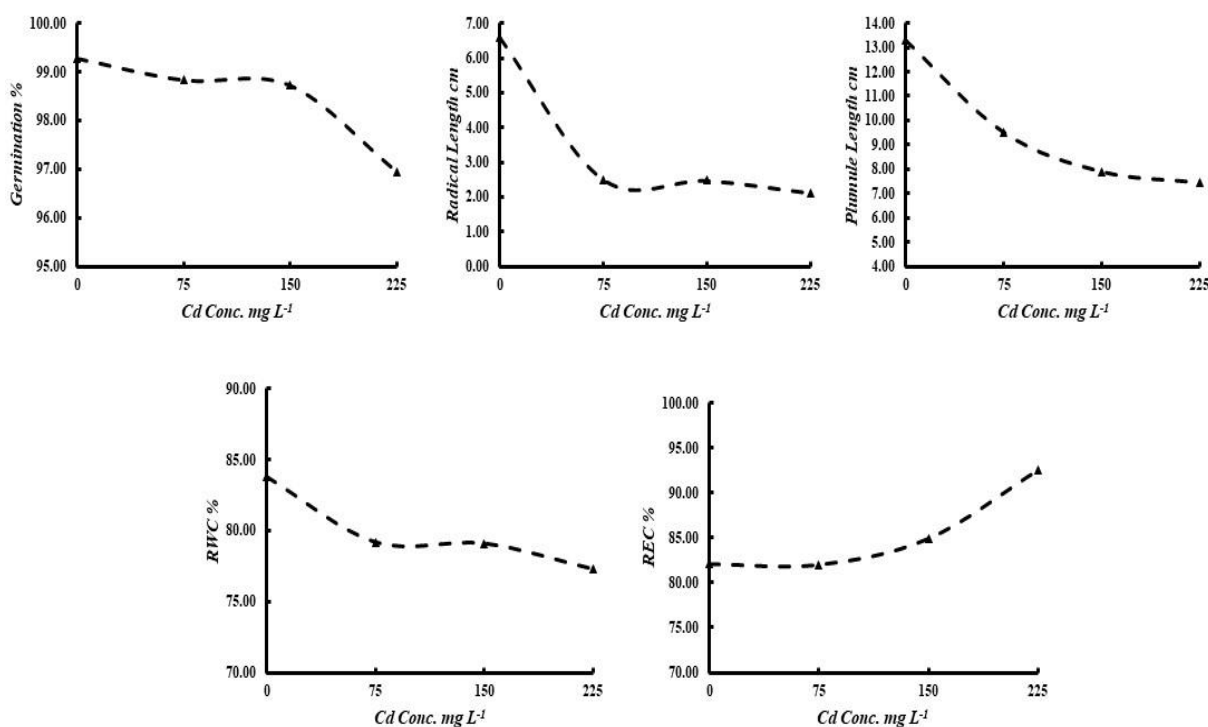 Germination %
100.00
99.00
98.00
97.00
96.00
95.00
0 75 150 225
Cd Conc. mg L⁻¹
Radical Length cm
7.00
6.00
5.00
4.00
3.00
2.00
1.00
0.00
0 75 150 225
Cd Conc. mg L⁻¹
Plumule Length cm
14.00
13.00
12.00
11.00
10.00
9.00
8.00
7.00
6.00
5.00
4.00
0 75 150 225
Cd Conc. mg L⁻¹
RWC %
90.00
85.00
80.00
75.00
70.00
0 75 150 225
Cd Conc. mg L⁻¹
REC %
100.00
95.00
90.00
85.00
80.00
75.00
70.00
0 75 150 225
Cd Conc. mg L⁻¹